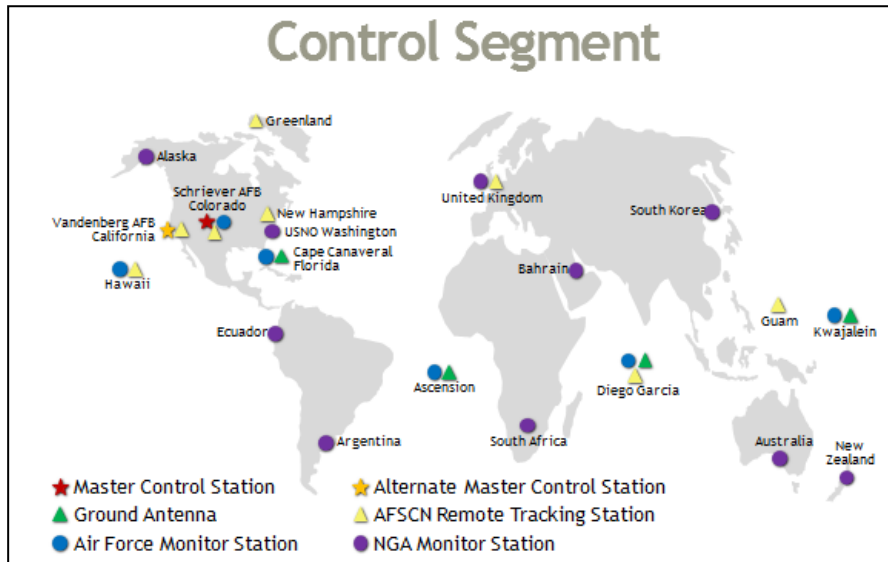 Control Segment
Greenland
Alaska
Schriever AFB
Colorado
Vandenberg AFB
California
New Hampshire
USNO Washington
Cape Canaveral
Florida
Hawaii
United Kingdom
South Korea
Bahrain
Guam
Kwajalein
Ecuador
Ascension
Diego Garcia
Argentina
South Africa
Australia
New
Zealand
Master Control Station
Alternate Master Control Station
Ground Antenna
AFSCN Remote Tracking Station
Air Force Monitor Station
NGA Monitor Station